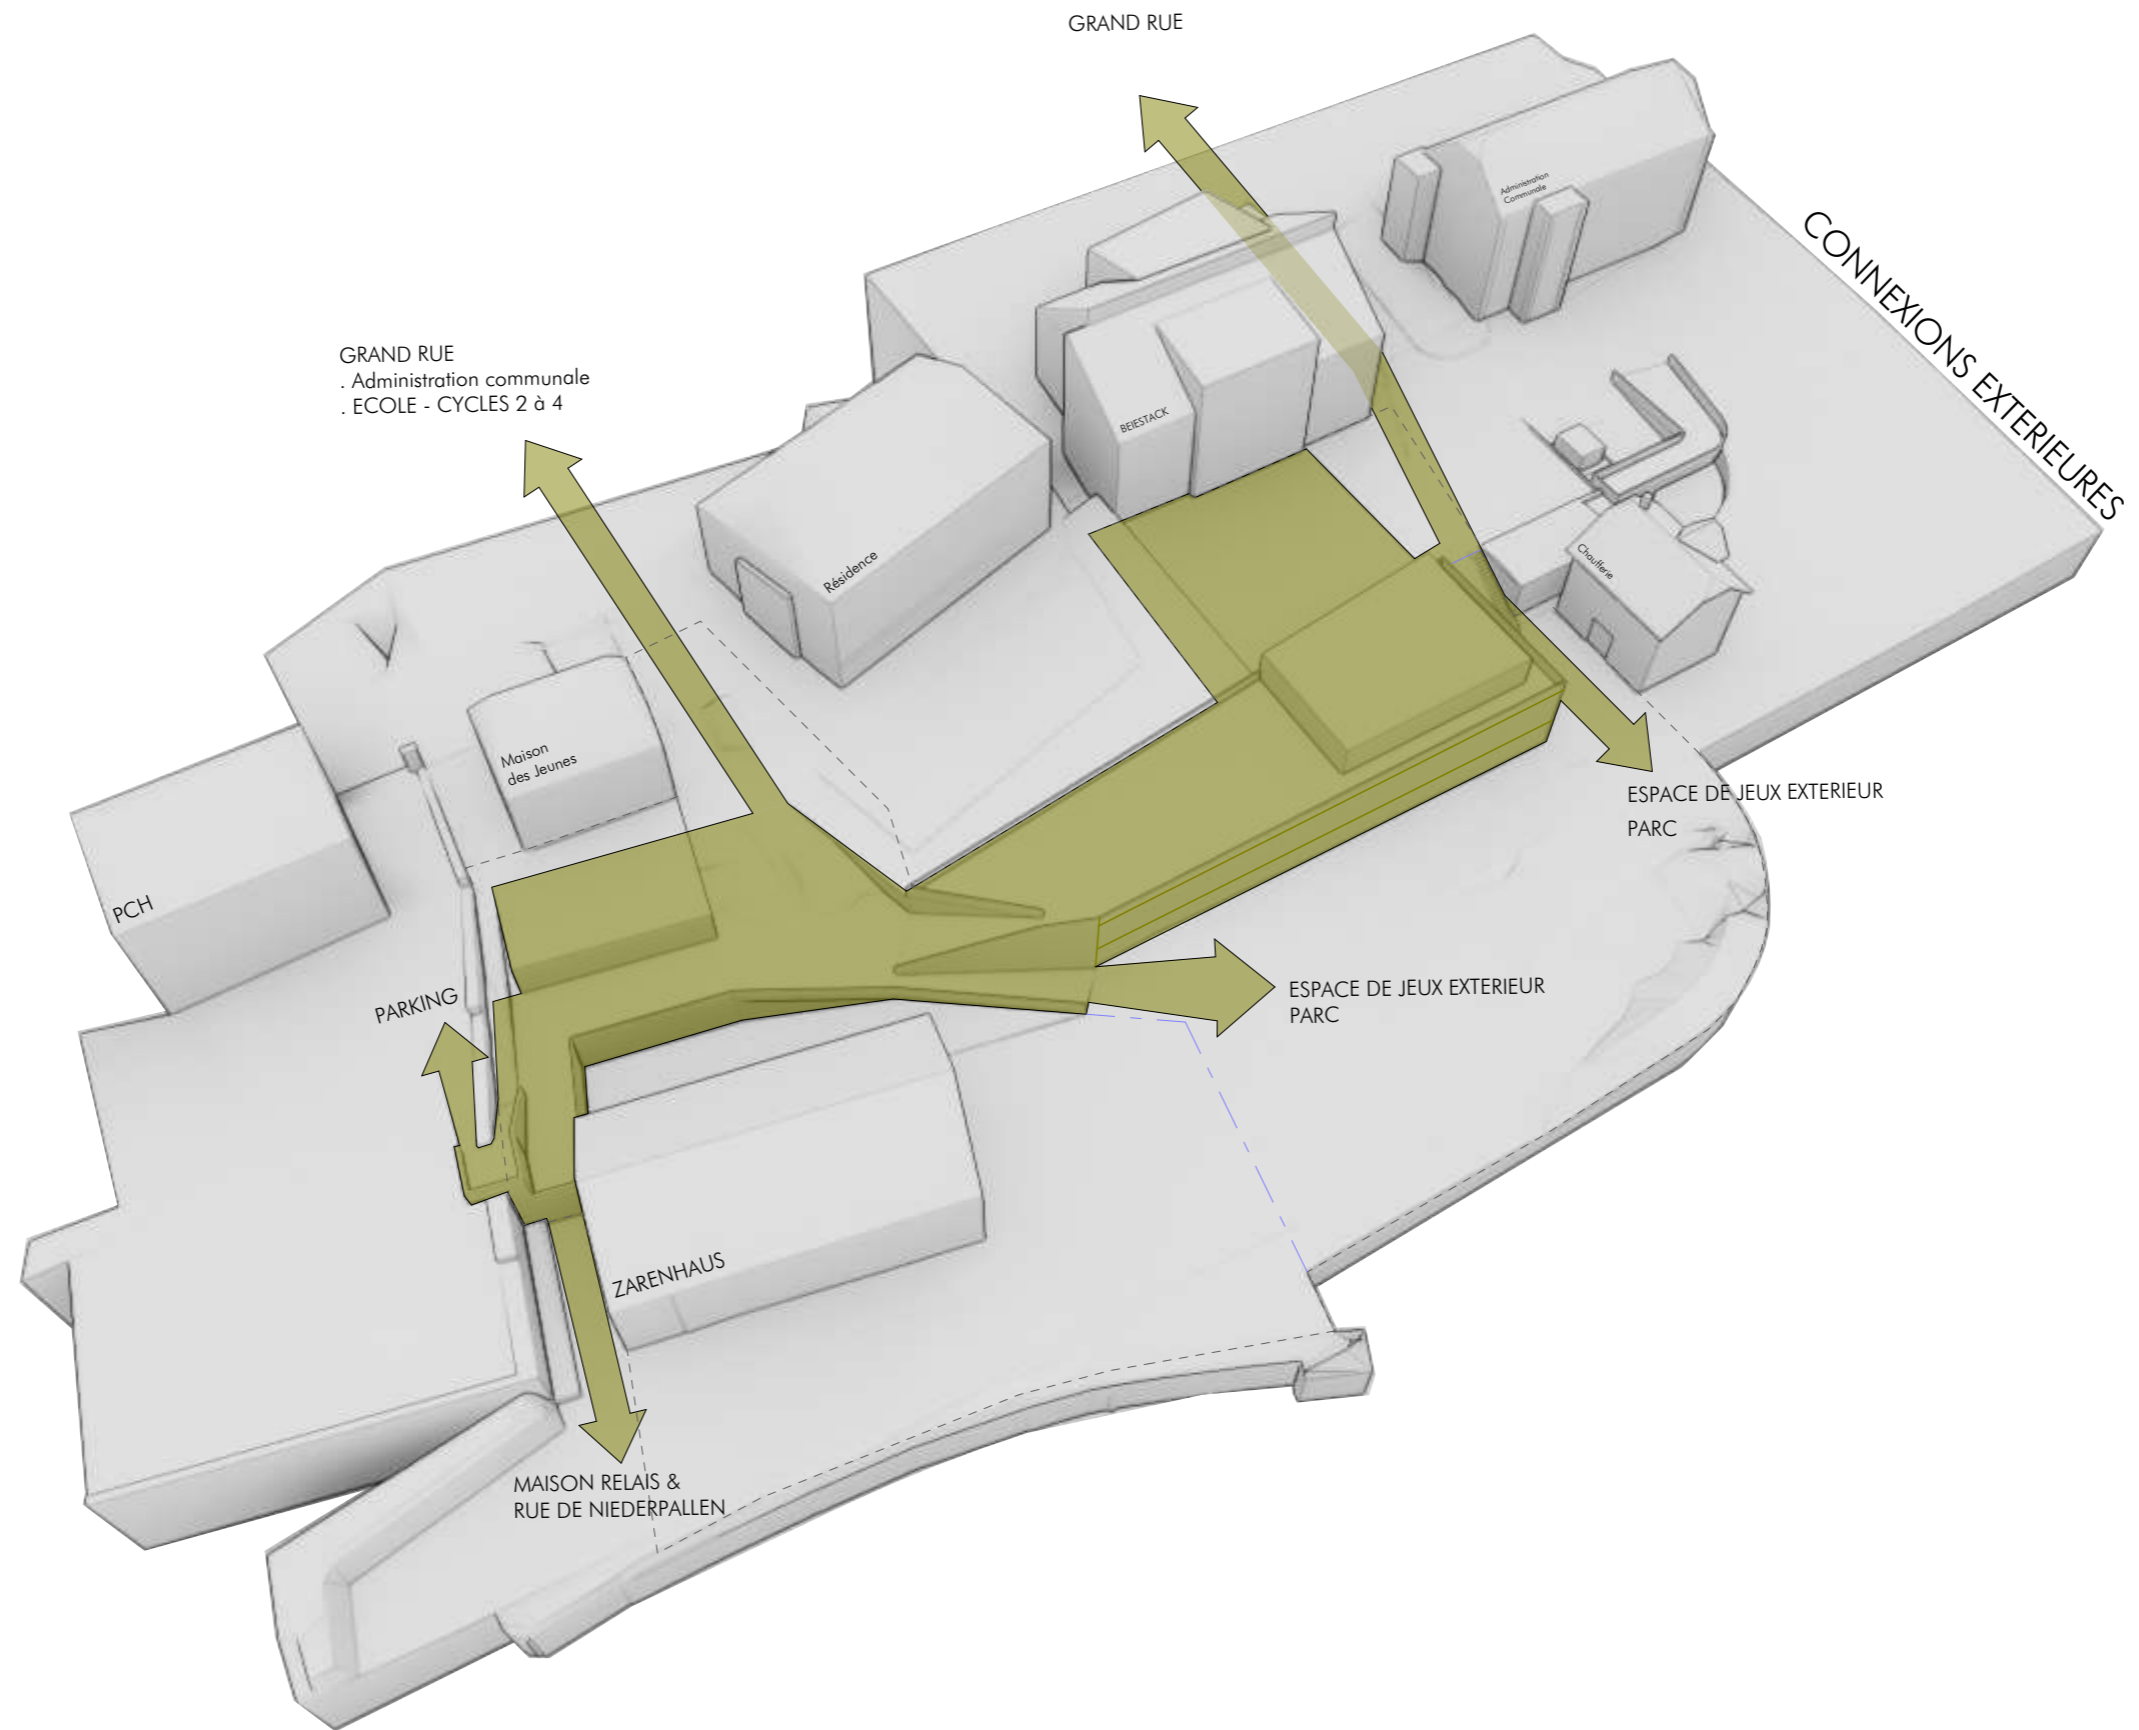 GRAND RUE
Administration
Communale
CONNEXIONS EXTERIEURES
GRAND RUE
. Administration communale
. ECOLE - CYCLES 2 à 4
BEIESTACK
Résidence
Chaufferie
Maison
des Jeunes
ESPACE DE JEUX EXTERIEUR
PARC
PCH
PARKING
ESPACE DE JEUX EXTERIEUR
PARC
ZARENHAUS
MAISON RELAIS &
RUE DE NIEDERPALLEN